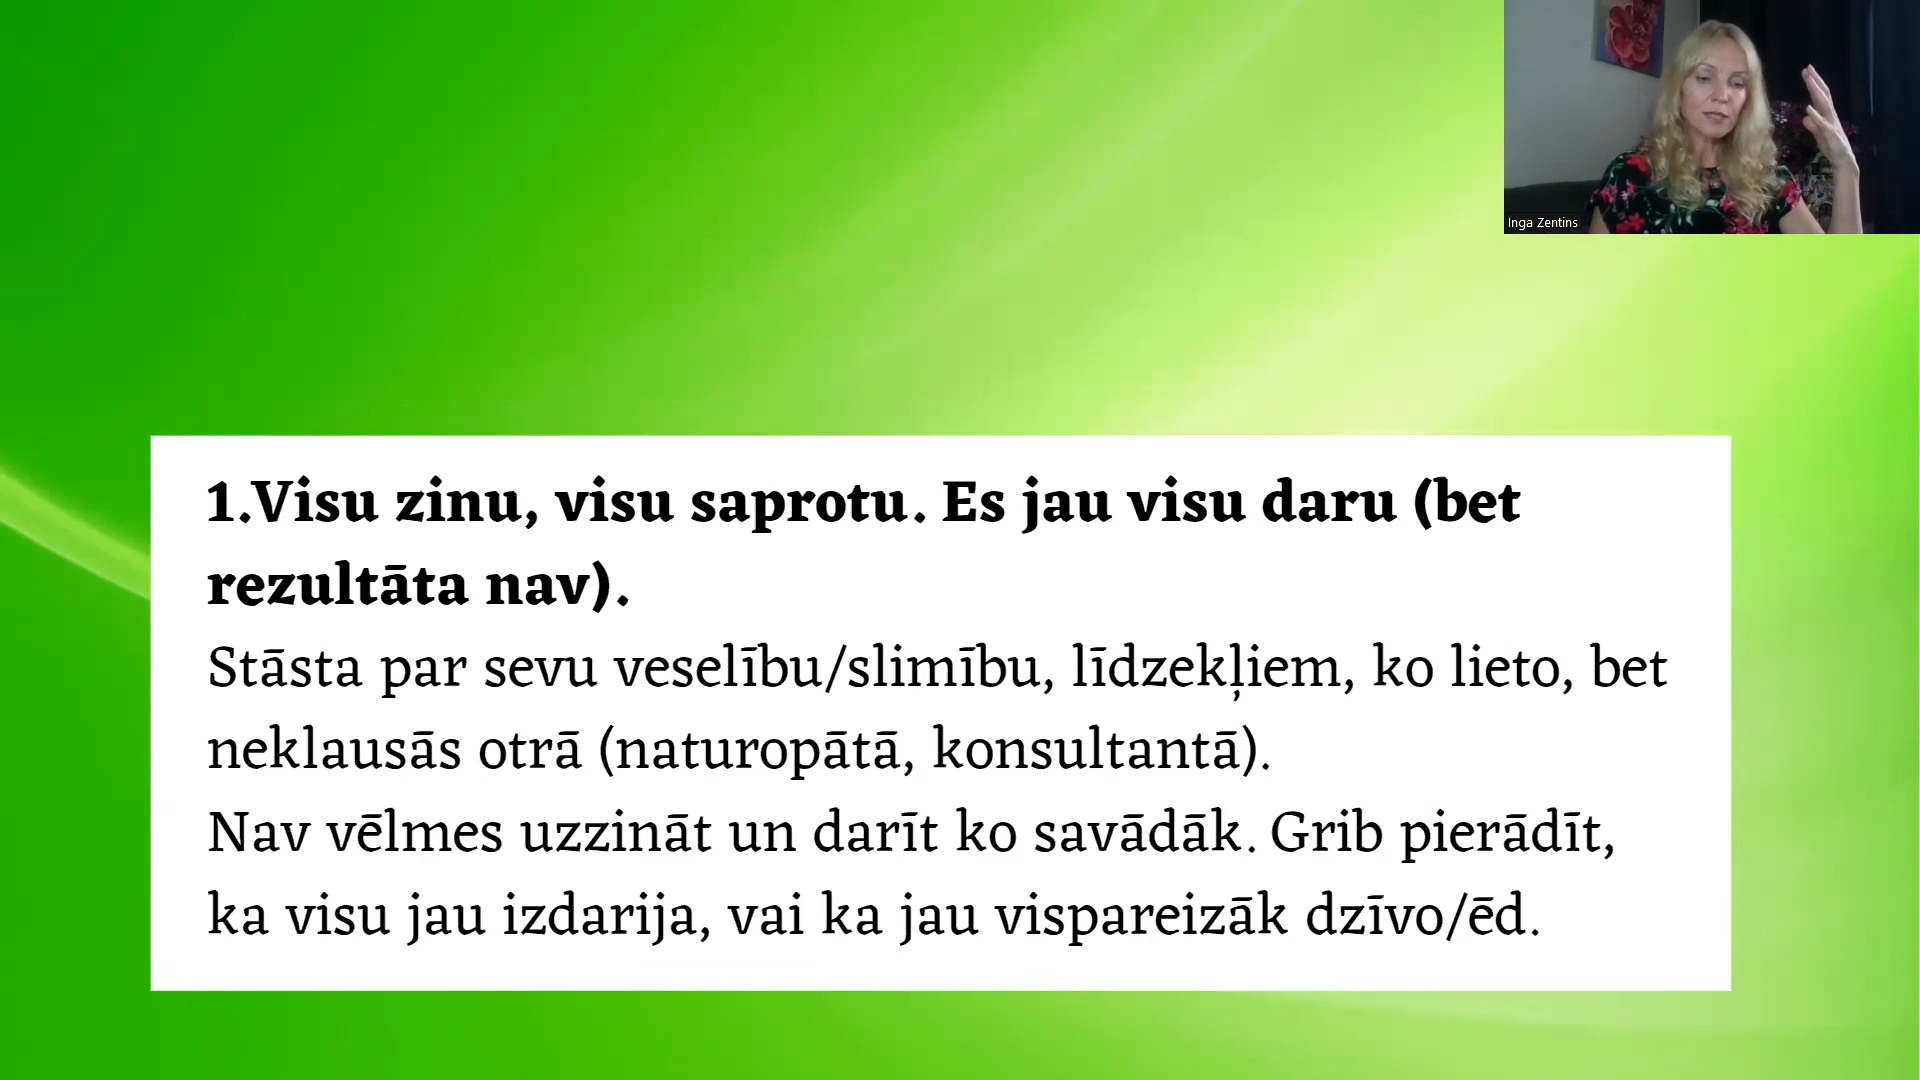 Inga Zentins
1.Visu zinu, visu saprotu. Es jau visu daru (bet
rezultāta nav).
Stāsta par sevu veselību/slimību, līdzekļiem, ko lieto, bet
neklausās otrā (naturopātā, konsultantā).
Nav vēlmes uzzināt un darīt ko savādāk. Grib pierādīt,
ka visu jau izdarija, vai ka jau vispareizāk dzīvo/ēd.